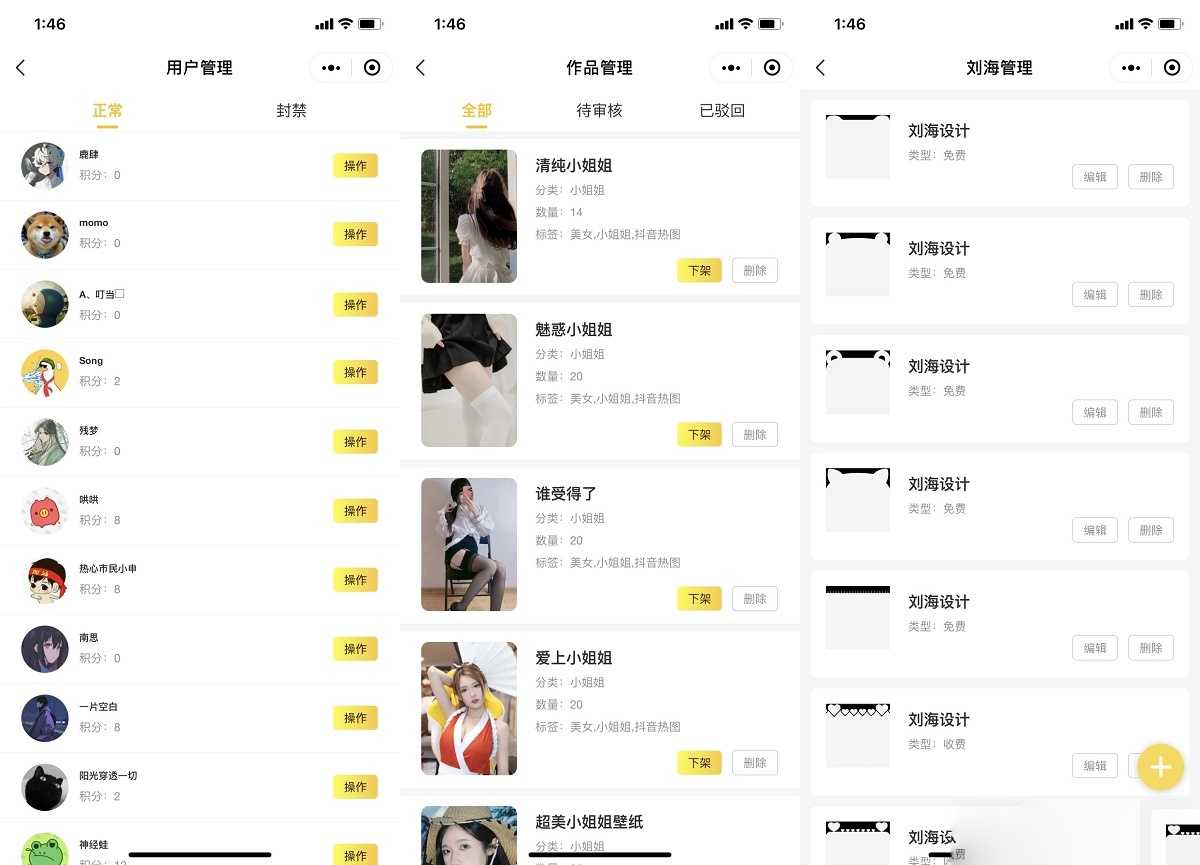 1:46
用户管理
正常
封禁
鹿肆
积分：0
操作
momo
积分：0
操作
A、叮当
积分：0
操作
Song
积分：2
操作
残梦
积分：0
操作
哄哄
积分：8
操作
热心市民小申
积分：8
操作
南思
积分：0
操作
一片空白
积分：8
操作
阳光穿透一切
积分：2
操作
神经蛙
积分：12
操作
1:46
作品管理
全部
待审核
已驳回
清纯小姐姐
分类：小姐姐
数量：14
标签：美女,小姐姐,抖音热图
下架
删除
魅惑小姐姐
分类：小姐姐
数量：20
标签：美女,小姐姐,抖音热图
下架
删除
谁受得了
分类：小姐姐
数量：20
标签：美女,小姐姐,抖音热图
下架
删除
爱上小姐姐
分类：小姐姐
数量：20
标签：美女,小姐姐,抖音热图
下架
删除
超美小姐姐壁纸
分类：小姐姐
1:46
刘海管理
刘海设计
类型：免费
编辑
删除
刘海设计
类型：免费
编辑
删除
刘海设计
类型：免费
编辑
删除
刘海设计
类型：免费
编辑
删除
刘海设计
类型：免费
编辑
删除
刘海设计
类型：收费
编辑
刘海设
类型：
费